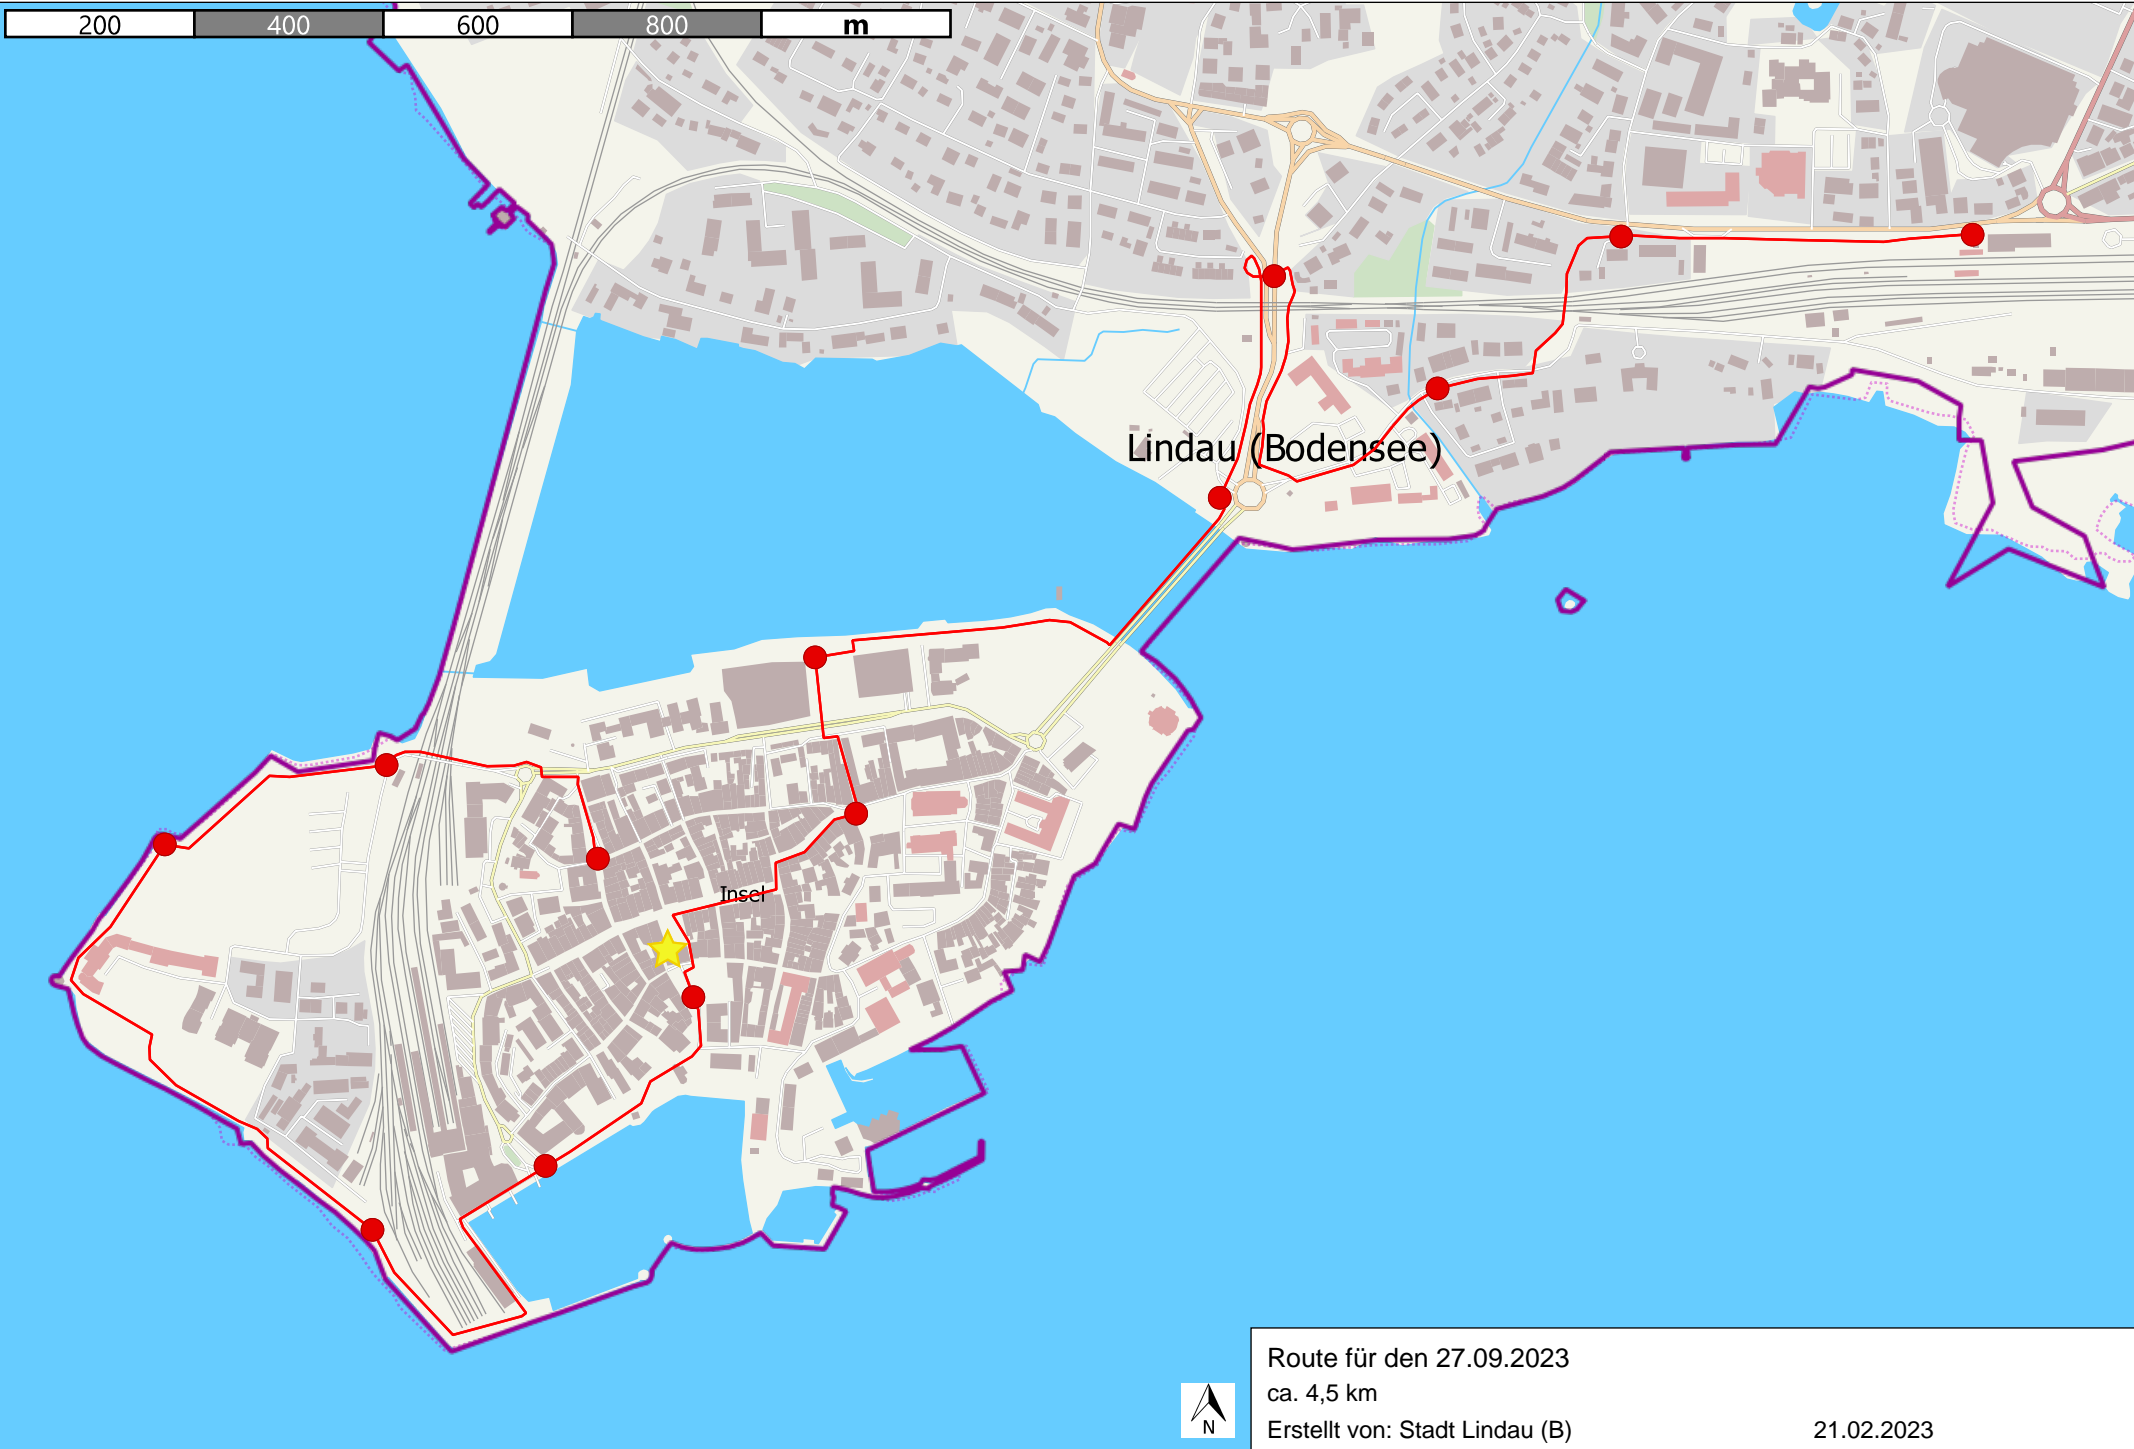 200 400 600 800 m
Lindau (Bodensee)
Insel
N
Route für den 27.09.2023
ca. 4,5 km
Erstellt von: Stadt Lindau (B) 21.02.2023